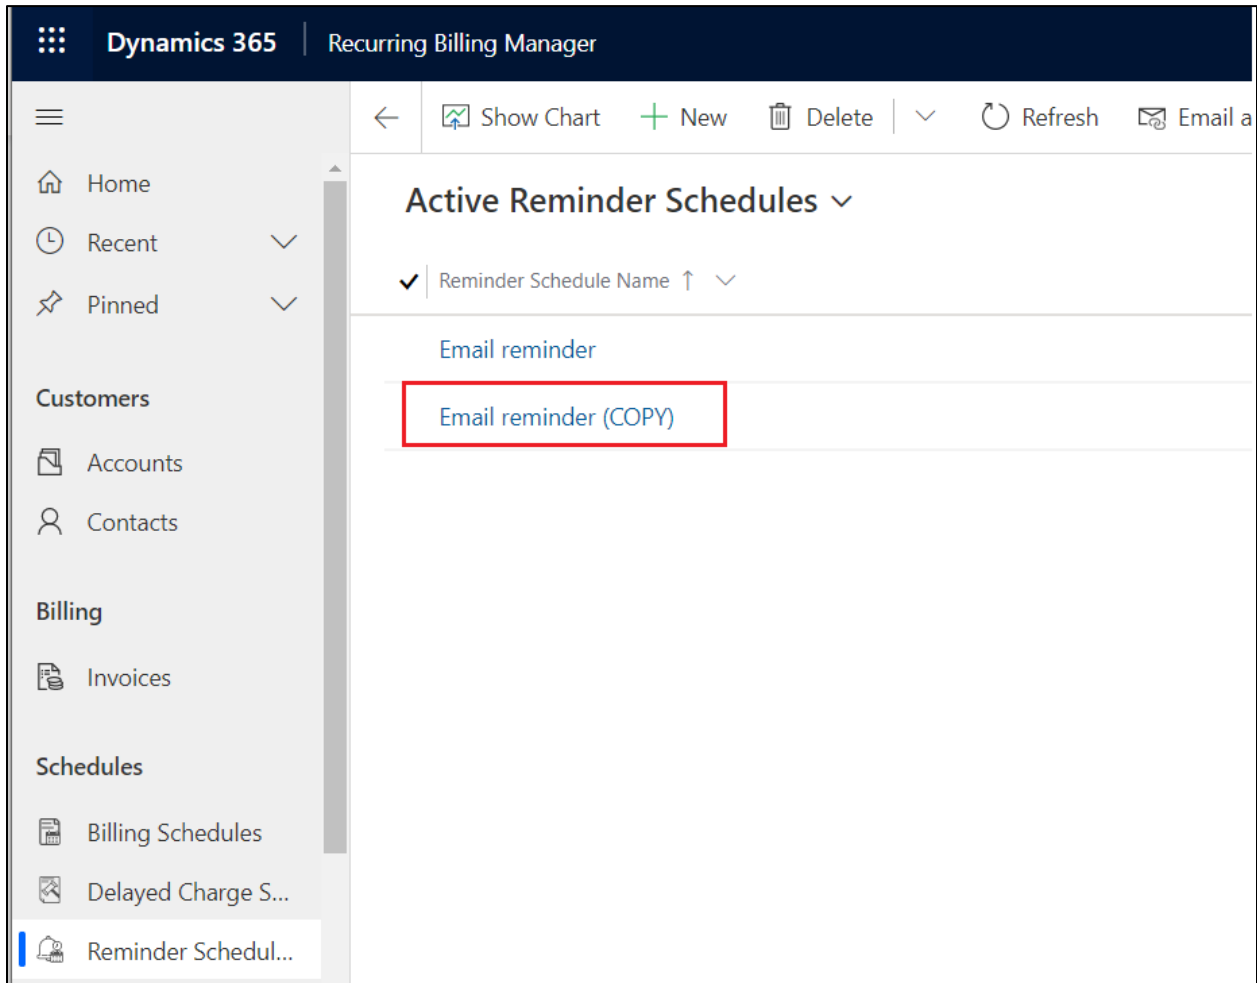 Dynamics 365 Recurring Billing Manager
Show Chart New Delete Refresh Email a
Home
Recent
Pinned
Customers
Accounts
Contacts
Billing
Invoices
Schedules
Billing Schedules
Delayed Charge S...
Reminder Schedul...
Active Reminder Schedules
Reminder Schedule Name
Email reminder
Email reminder (COPY)